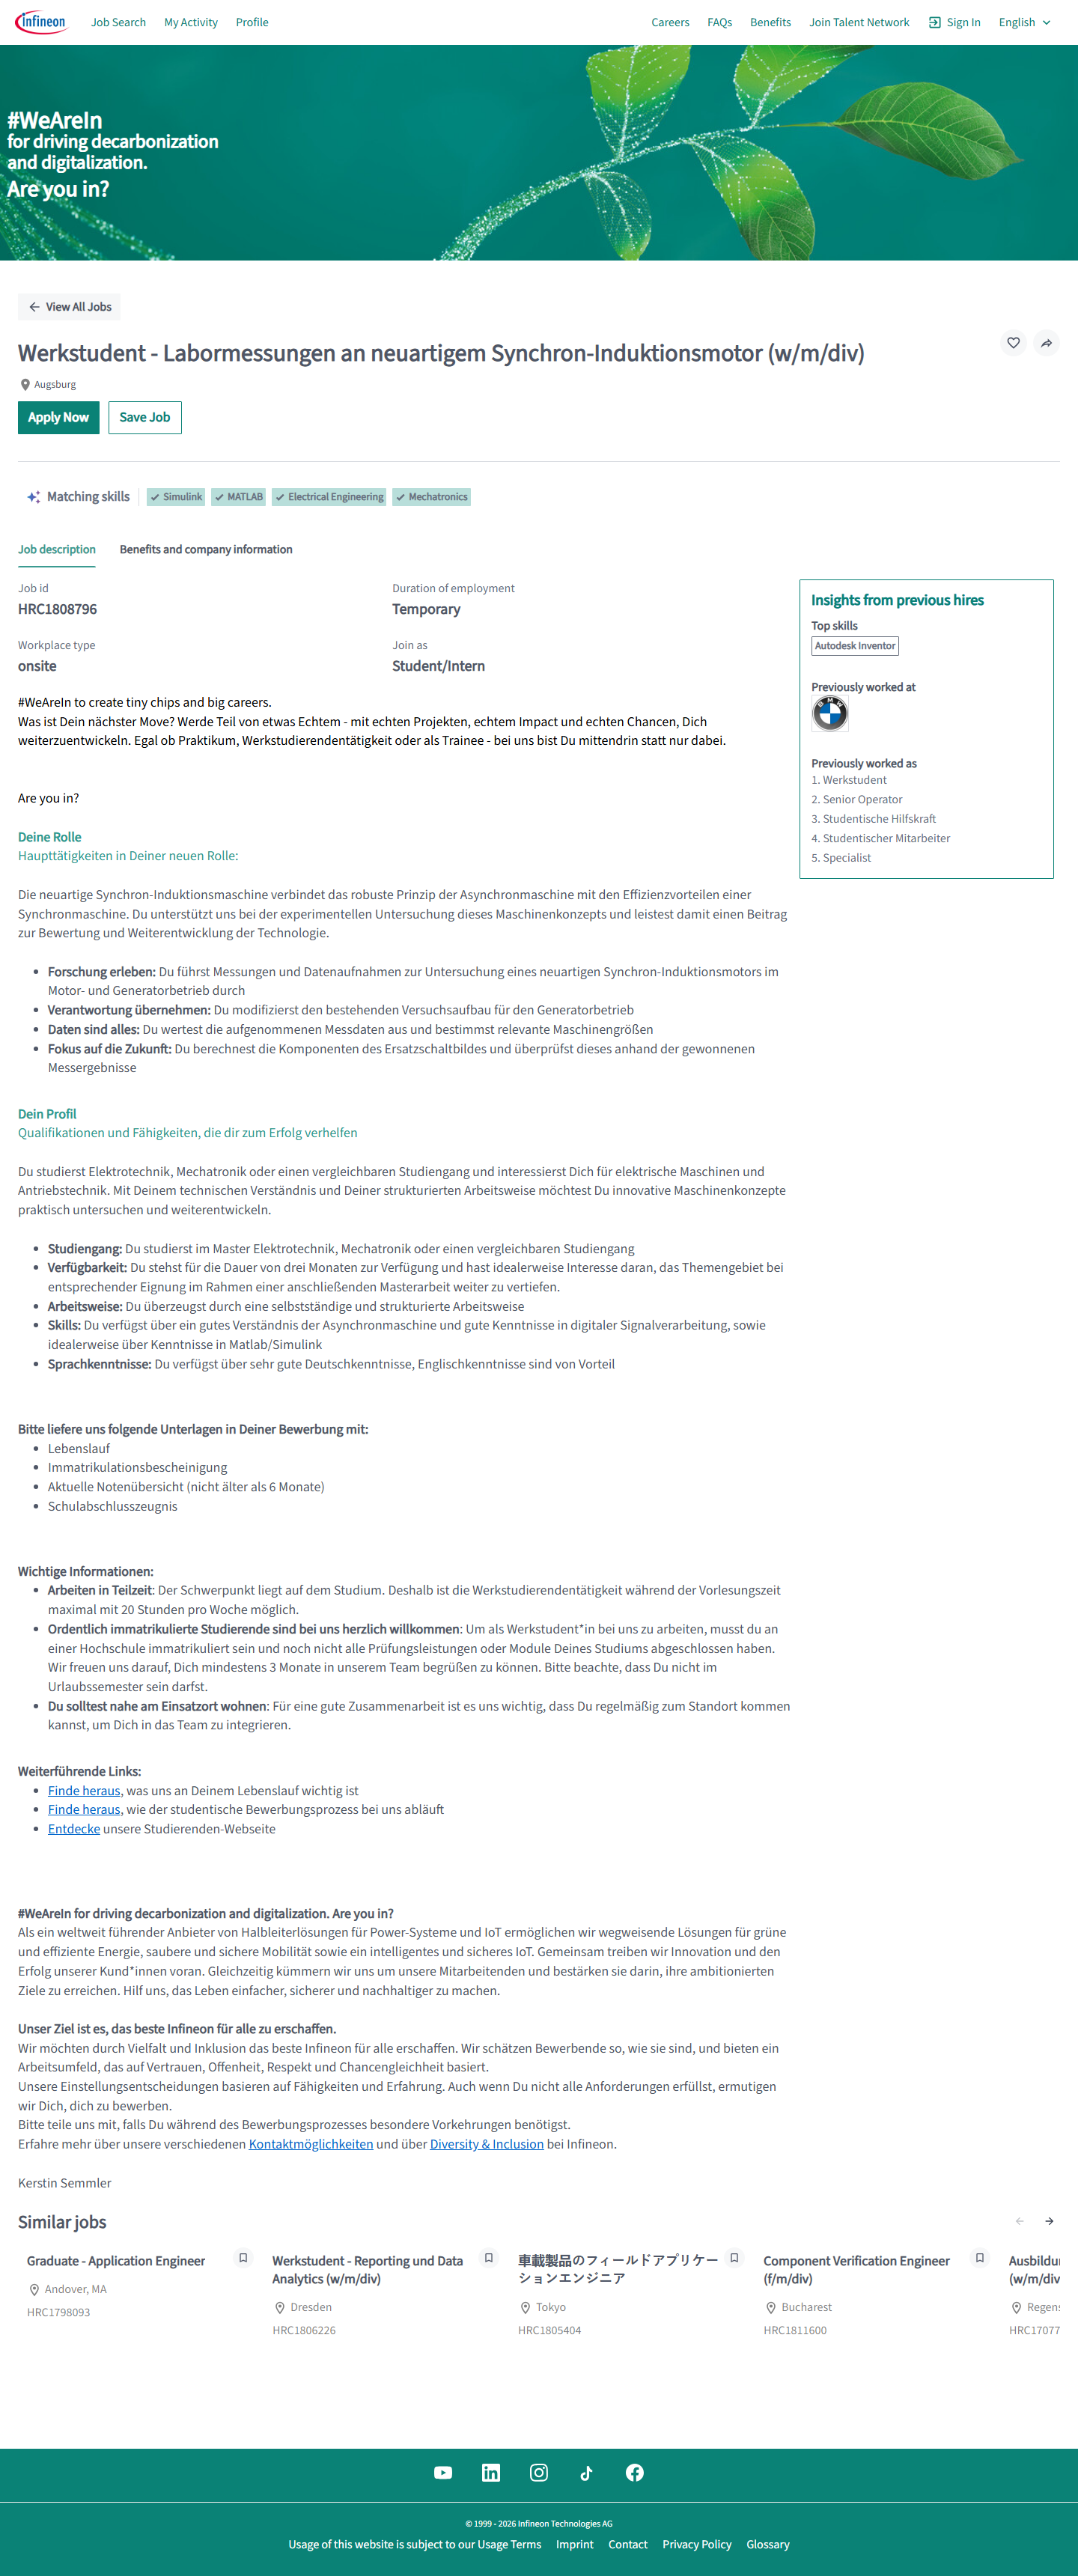 infineon
Job Search My Activity Profile
Careers FAQs Benefits Join Talent Network Sign In English
#WeAreIn
for driving decarbonization
and digitalization.
Are you in?
View All Jobs
Werkstudent - Labormessungen an neuartigem Synchron-Induktionsmotor (w/m/div)
Augsburg
Apply Now Save Job
Matching skills Simulink MATLAB Electrical Engineering Mechatronics
Job description Benefits and company information
Job id Duration of employment
HRC1808796 Temporary
Workplace type Join as
onsite Student/Intern
Insights from previous hires
Top skills
Autodesk Inventor
Previously worked at
BMW
Previously worked as
1. Werkstudent
2. Senior Operator
3. Studentische Hilfskraft
4. Studentischer Mitarbeiter
5. Specialist
#WeAreIn to create tiny chips and big careers.
Was ist Dein nächster Move? Werde Teil von etwas Echtem - mit echten Projekten, echtem Impact und echten Chancen, Dich
weiterzuentwickeln. Egal ob Praktikum, Werkstudierendentätigkeit oder als Trainee - bei uns bist Du mittendrin statt nur dabei.
Are you in?
Deine Rolle
Haupttätigkeiten in Deiner neuen Rolle:
Die neuartige Synchron-Induktionsmaschine verbindet das robuste Prinzip der Asynchronmaschine mit den Effizienzvorteilen einer
Synchronmaschine. Du unterstützt uns bei der experimentellen Untersuchung dieses Maschinenkonzepts und leistest damit einen Beitrag
zur Bewertung und Weiterentwicklung der Technologie.
• Forschung erleben: Du führst Messungen und Datenaufnahmen zur Untersuchung eines neuartigen Synchron-Induktionsmotors im
Motor- und Generatorbetrieb durch
• Verantwortung übernehmen: Du modifizierst den bestehenden Versuchsaufbau für den Generatorbetrieb
• Daten sind alles: Du wertest die aufgenommenen Messdaten aus und bestimmst relevante Maschinengrößen
• Fokus auf die Zukunft: Du berechnest die Komponenten des Ersatzschaltbildes und überprüfst dieses anhand der gewonnenen
Messergebnisse
Dein Profil
Qualifikationen und Fähigkeiten, die dir zum Erfolg verhelfen
Du studierst Elektrotechnik, Mechatronik oder einen vergleichbaren Studiengang und interessierst Dich für elektrische Maschinen und
Antriebstechnik. Mit Deinem technischen Verständnis und Deiner strukturierten Arbeitsweise möchtest Du innovative Maschinenkonzepte
praktisch untersuchen und weiterentwickeln.
• Studiengang: Du studierst im Master Elektrotechnik, Mechatronik oder einen vergleichbaren Studiengang
• Verfügbarkeit: Du stehst für die Dauer von drei Monaten zur Verfügung und hast idealerweise Interesse daran, das Themengebiet bei
entsprechender Eignung im Rahmen einer anschließenden Masterarbeit weiter zu vertiefen.
• Arbeitsweise: Du überzeugst durch eine selbstständige und strukturierte Arbeitsweise
• Skills: Du verfügst über ein gutes Verständnis der Asynchronmaschine und gute Kenntnisse in digitaler Signalverarbeitung, sowie
idealerweise über Kenntnisse in Matlab/Simulink
• Sprachkenntnisse: Du verfügst über sehr gute Deutschkenntnisse, Englischkenntnisse sind von Vorteil
Bitte liefere uns folgende Unterlagen in Deiner Bewerbung mit:
• Lebenslauf
• Immatrikulationsbescheinigung
• Aktuelle Notenübersicht (nicht älter als 6 Monate)
• Schulabschlusszeugnis
Wichtige Informationen:
• Arbeiten in Teilzeit: Der Schwerpunkt liegt auf dem Studium. Deshalb ist die Werkstudierendentätigkeit während der Vorlesungszeit
maximal mit 20 Stunden pro Woche möglich.
• Ordentlich immatrikulierte Studierende sind bei uns herzlich willkommen: Um als Werkstudent*in bei uns zu arbeiten, musst du an
einer Hochschule immatrikuliert sein und noch nicht alle Prüfungsleistungen oder Module Deines Studiums abgeschlossen haben.
Wir freuen uns darauf, Dich mindestens 3 Monate in unserem Team begrüßen zu können. Bitte beachte, dass Du nicht im
Urlaubssemester sein darfst.
• Du solltest nahe am Einsatzort wohnen: Für eine gute Zusammenarbeit ist es uns wichtig, dass Du regelmäßig zum Standort kommen
kannst, um Dich in das Team zu integrieren.
Weiterführende Links:
• Finde heraus, was uns an Deinem Lebenslauf wichtig ist
• Finde heraus, wie der studentische Bewerbungsprozess bei uns abläuft
• Entdecke unsere Studierenden-Webseite
#WeAreIn for driving decarbonization and digitalization. Are you in?
Als ein weltweit führender Anbieter von Halbleiterlösungen für Power-Systeme und IoT ermöglichen wir wegweisende Lösungen für grüne
und effiziente Energie, saubere und sichere Mobilität sowie ein intelligentes und sicheres IoT. Gemeinsam treiben wir Innovation und den
Erfolg unserer Kund*innen voran. Gleichzeitig kümmern wir uns um unsere Mitarbeitenden und bestärken sie darin, ihre ambitionierten
Ziele zu erreichen. Hilf uns, das Leben einfacher, sicherer und nachhaltiger zu machen.
Unser Ziel ist es, das beste Infineon für alle zu erschaffen.
Wir möchten durch Vielfalt und Inklusion das beste Infineon für alle erschaffen. Wir schätzen Bewerbende so, wie sie sind, und bieten ein
Arbeitsumfeld, das auf Vertrauen, Offenheit, Respekt und Chancengleichheit basiert.
Unsere Einstellungsentscheidungen basieren auf Fähigkeiten und Erfahrung. Auch wenn Du nicht alle Anforderungen erfüllst, ermutigen
wir Dich, dich zu bewerben.
Bitte teile uns mit, falls Du während des Bewerbungsprozesses besondere Vorkehrungen benötigst.
Erfahre mehr über unsere verschiedenen Kontaktmöglichkeiten und über Diversity & Inclusion bei Infineon.
Kerstin Semmler
Similar jobs
Graduate - Application Engineer
Andover, MA
HRC1798093
Werkstudent - Reporting und Data
Analytics (w/m/div)
Dresden
HRC1806226
車載製品のフィールドアプリケー
ションエンジニア
Tokyo
HRC1805404
Component Verification Engineer
(f/m/div)
Bucharest
HRC1811600
Ausbildu
(w/m/div
Regens
HRC17077
© 1999 - 2026 Infineon Technologies AG
Usage of this website is subject to our Usage Terms Imprint Contact Privacy Policy Glossary